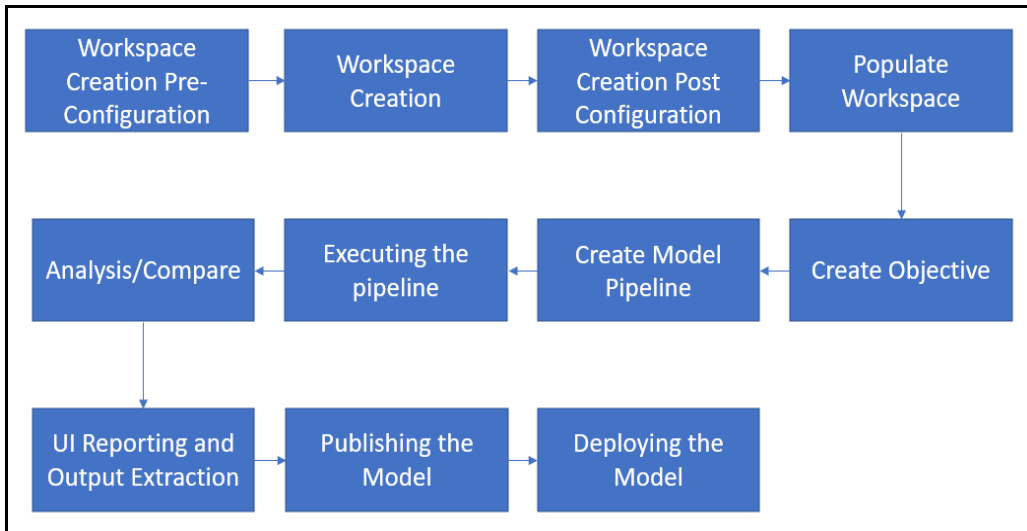 Workspace
Creation Pre-
Configuration
Workspace
Creation
Workspace
Creation Post
Configuration
Populate
Workspace
Create Objective
Create Model
Pipeline
Executing the
pipeline
Analysis/Compare
UI Reporting and
Output Extraction
Publishing the
Model
Deploying the
Model